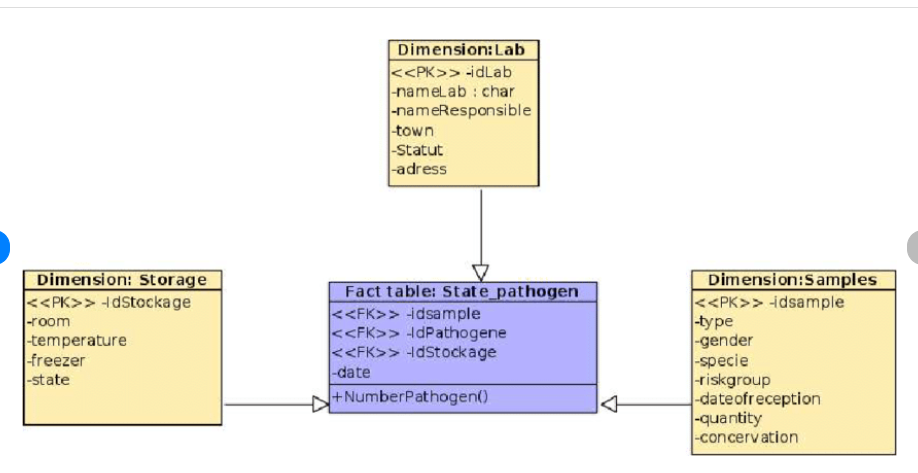 Dimension:Lab
<<PK>> -idLab
-nameLab : char
-nameResponsible
-town
-Statut
-adress
Dimension: Storage
<<PK>> -IdStockage
-room
-temperature
-freezer
-state
Fact table: State_pathogen
<<FK>> -idsample
<<FK>> -IdPathogene
<<FK>> -IdStockage
-date
+NumberPathogen()
Dimension:Samples
<<PK>> -idsample
-type
-gender
-specie
-riskgroup
-dateofreception
-quantity
-concervation